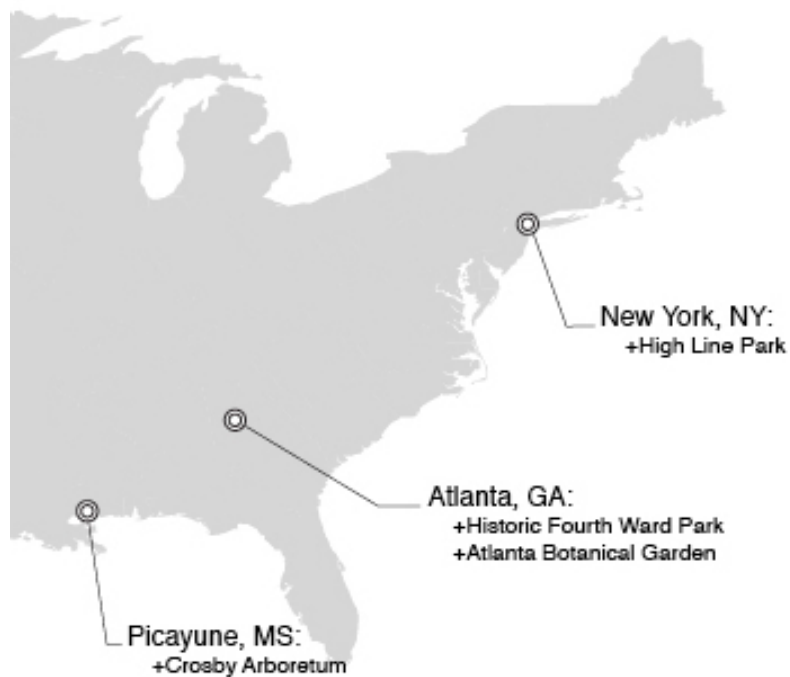 New York, NY:
+High Line Park
Atlanta, GA:
+Historic Fourth Ward Park
+Atlanta Botanical Garden
Picayune, MS:
+Crosby Arboretum